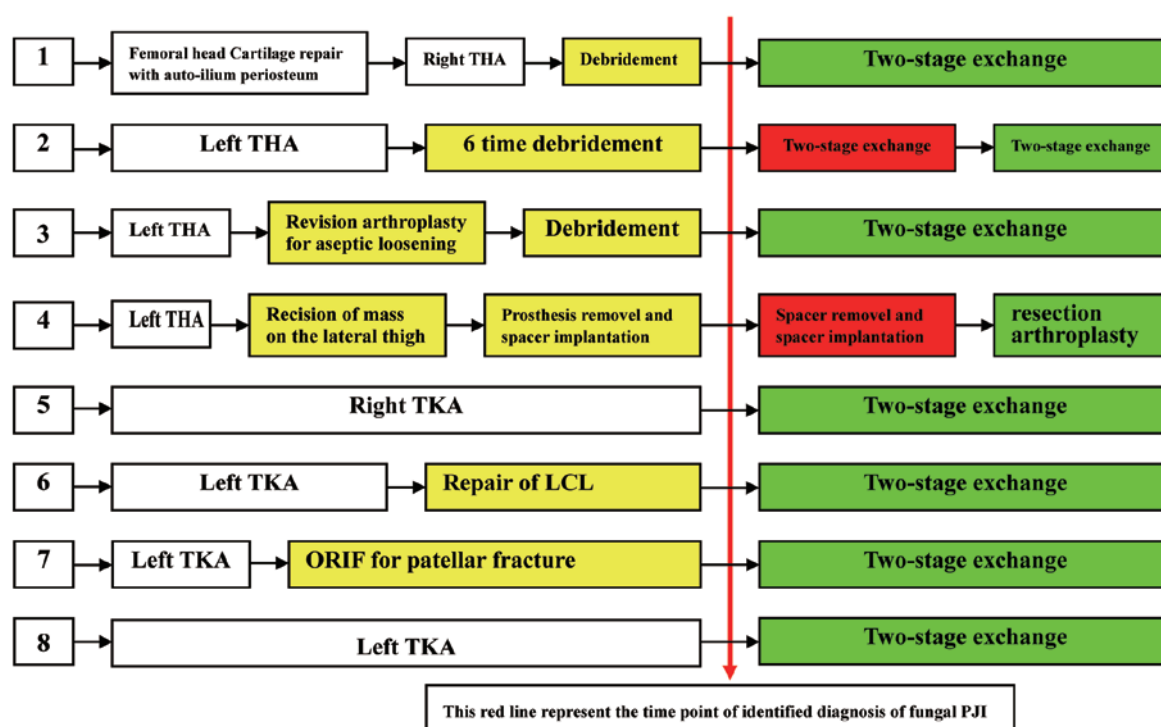 1
Femoral head Cartilage repair
with auto-ilium periosteum
Right THA
Debridement
Two-stage exchange
2
Left THA
6 time debridement
Two-stage exchange
Two-stage exchange
3
Left THA
Revision arthroplasty
for aseptic loosening
Debridement
Two-stage exchange
4
Left THA
Recision of mass
on the lateral thigh
Prosthesis removel and
spacer implantation
Spacer removel and
spacer implantation
resection
arthroplasty
5
Right TKA
Two-stage exchange
6
Left TKA
Repair of LCL
Two-stage exchange
7
Left TKA
ORIF for patellar fracture
Two-stage exchange
8
Left TKA
Two-stage exchange
This red line represent the time point of identified diagnosis of fungal PJI